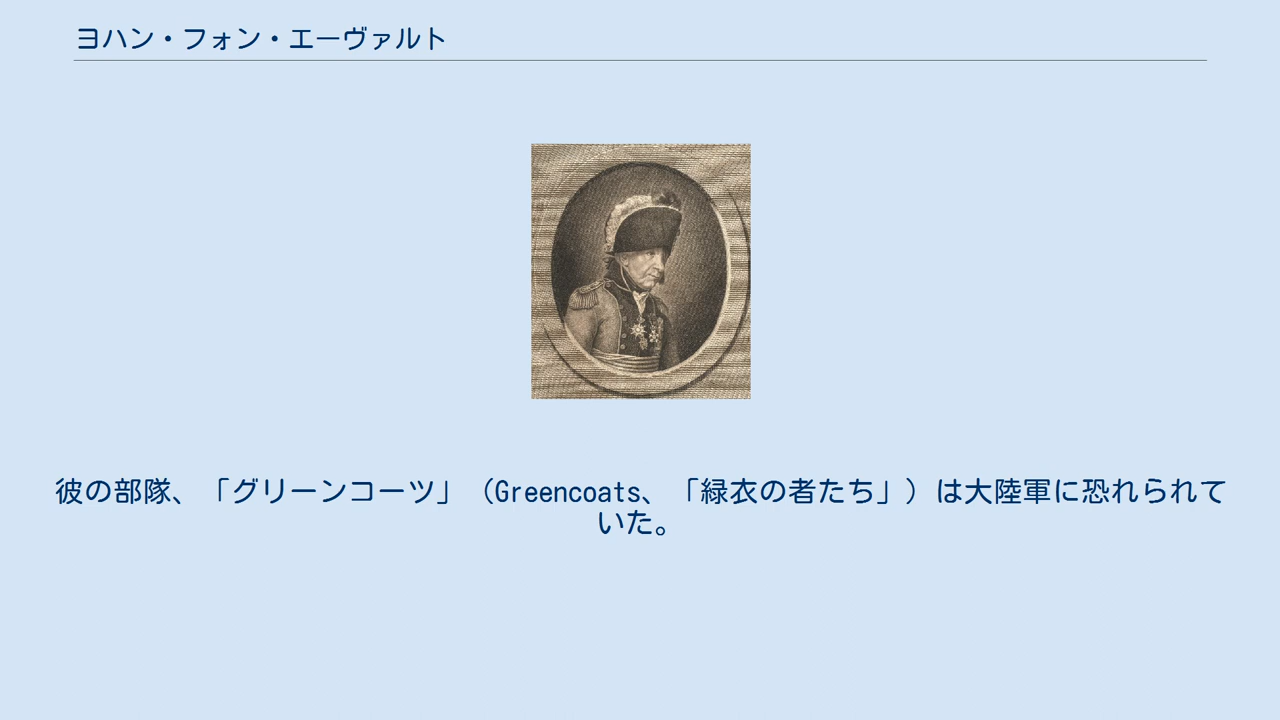 ヨハン・フォン・エーヴァルト
彼の部隊、「グリーンコーツ」（Greencoats、「緑衣の者たち」）は大陸軍に恐れられて
いた。